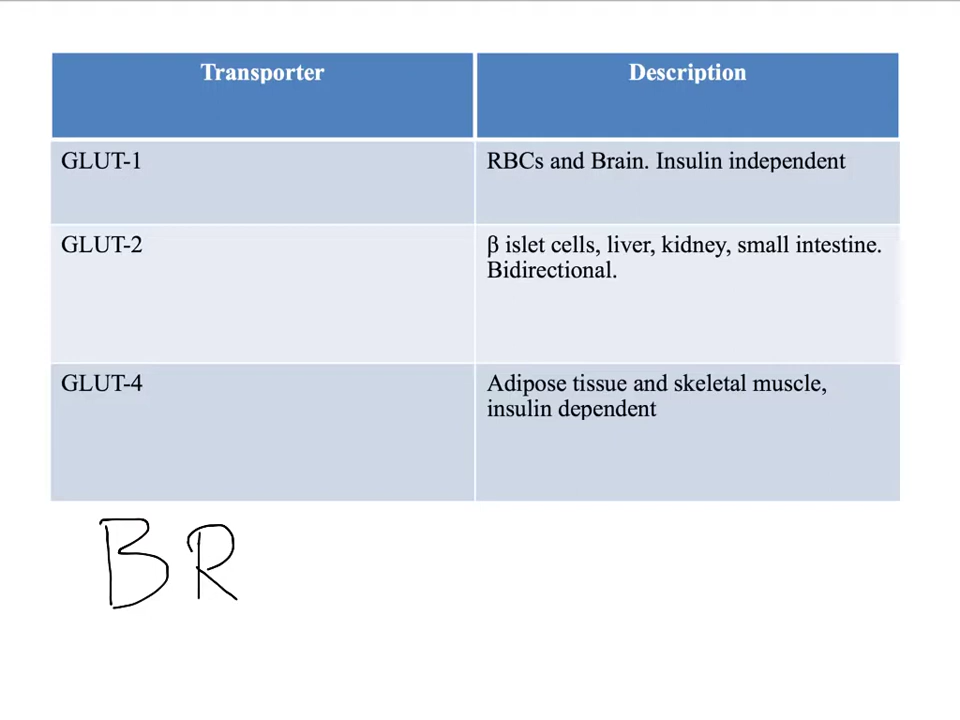 Transporter Description
GLUT-1 RBCs and Brain. Insulin independent
GLUT-2 β islet cells, liver, kidney, small intestine.
Bidirectional.
GLUT-4 Adipose tissue and skeletal muscle,
insulin dependent
BR